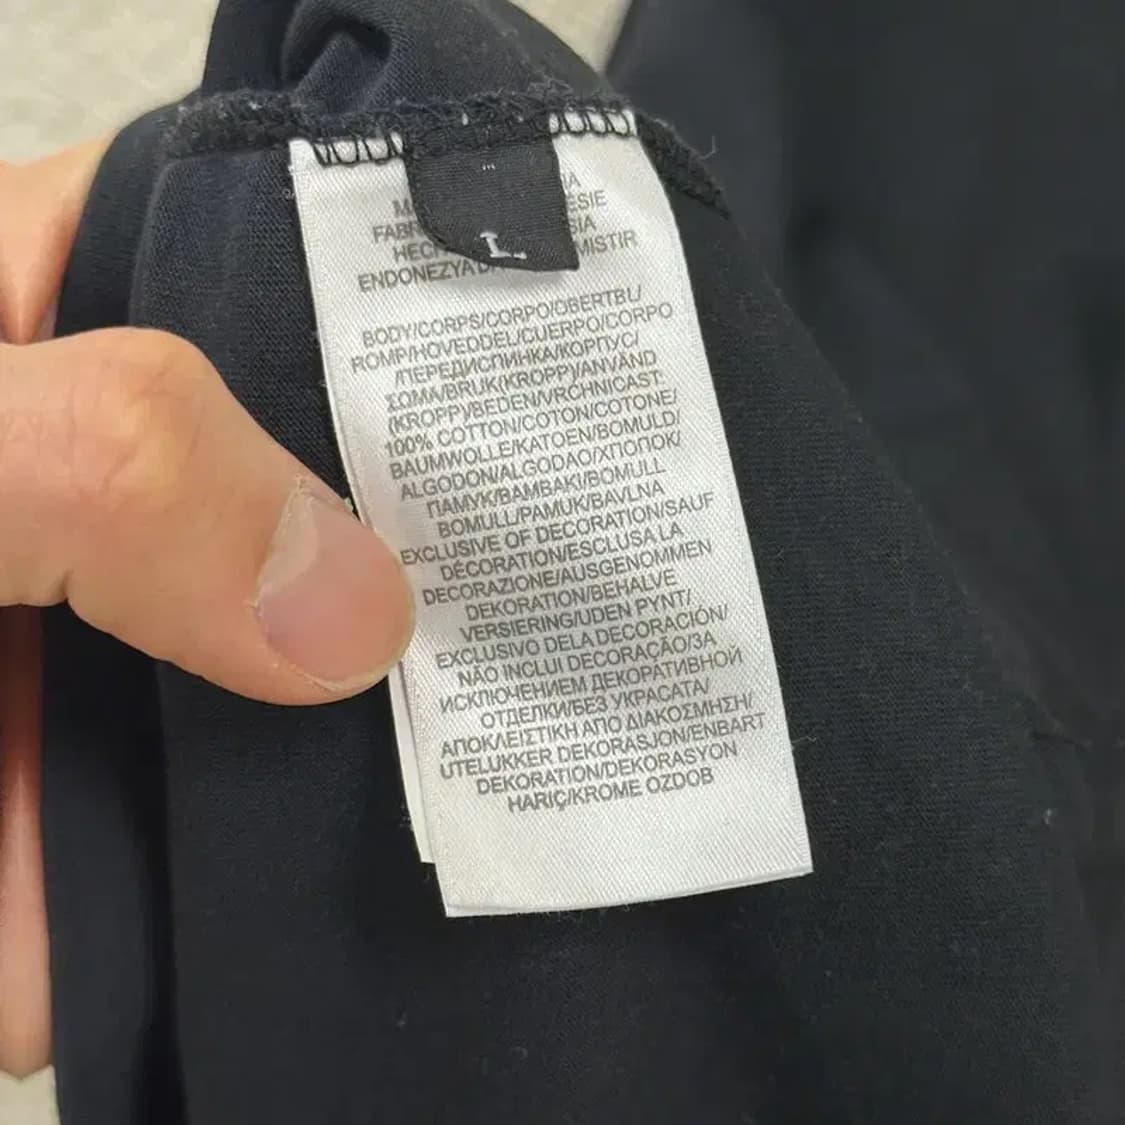 L
ENDONEZYA
BODY/CORPS/CORPO/OBERTBL/
ROMP/HOVEDDEL/CUERPO/CORPO
/ПЕРЕДИСПИНКА/КОРПУС/
ΣΩΜΑ/BRUK(KROPP)/ANVÄND
(KROPP)/BEDEN/VRCHNICAST.
100% COTTON/COTON/COTONE/
BAUMWOLLE/KATOEN/BOMULD/
ALGODON/ALGODAO/ХЛОПОК/
ПАМУК/BAMBAKI/BOMULL
BOMULL/PAMUK/BAVLNA
EXCLUSIVE OF DECORATION/SAUF
DÉCORATION/ESCLUSA LA
DECORAZIONE/AUSGENOMMEN
DEKORATION/BEHALVE
VERSIERING/UDEN PYNT/
EXCLUSIVO DELA DECORACIÓN/
NÃO INCLUI DECORAÇÃO/ЗА
ИСКЛЮЧЕНИЕМ ДЕКОРАТИВНОЙ
ОТДЕЛКИ/БЕЗ УКРАСАТА/
ΑΠΟΚΛΕΙΣΤΙΚΗ ΑΠΟ ΔΙΑΚΟΣΜΗΣΗ/
UTELUKKER DEKORASJON/ENBART
DEKORATION/DEKORASYON
HARIÇ/KROME OZDOB